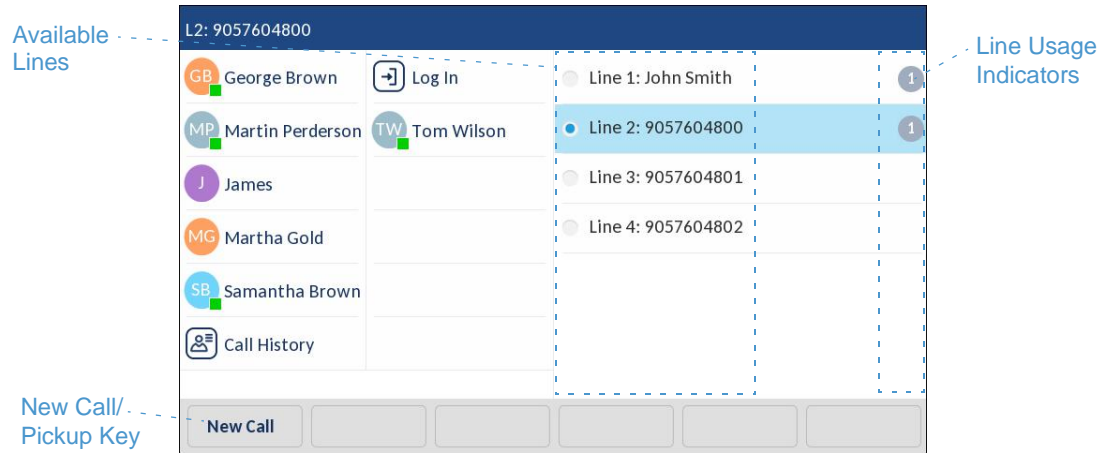 Available
Lines
L2: 9057604800
Line Usage
Indicators
GB George Brown
Log In
Line 1: John Smith
1
MP Martin Perderson
TW Tom Wilson
Line 2: 9057604800
1
J James
Line 3: 9057604801
MG Martha Gold
Line 4: 9057604802
SB Samantha Brown
Call History
New Call/
Pickup Key
New Call